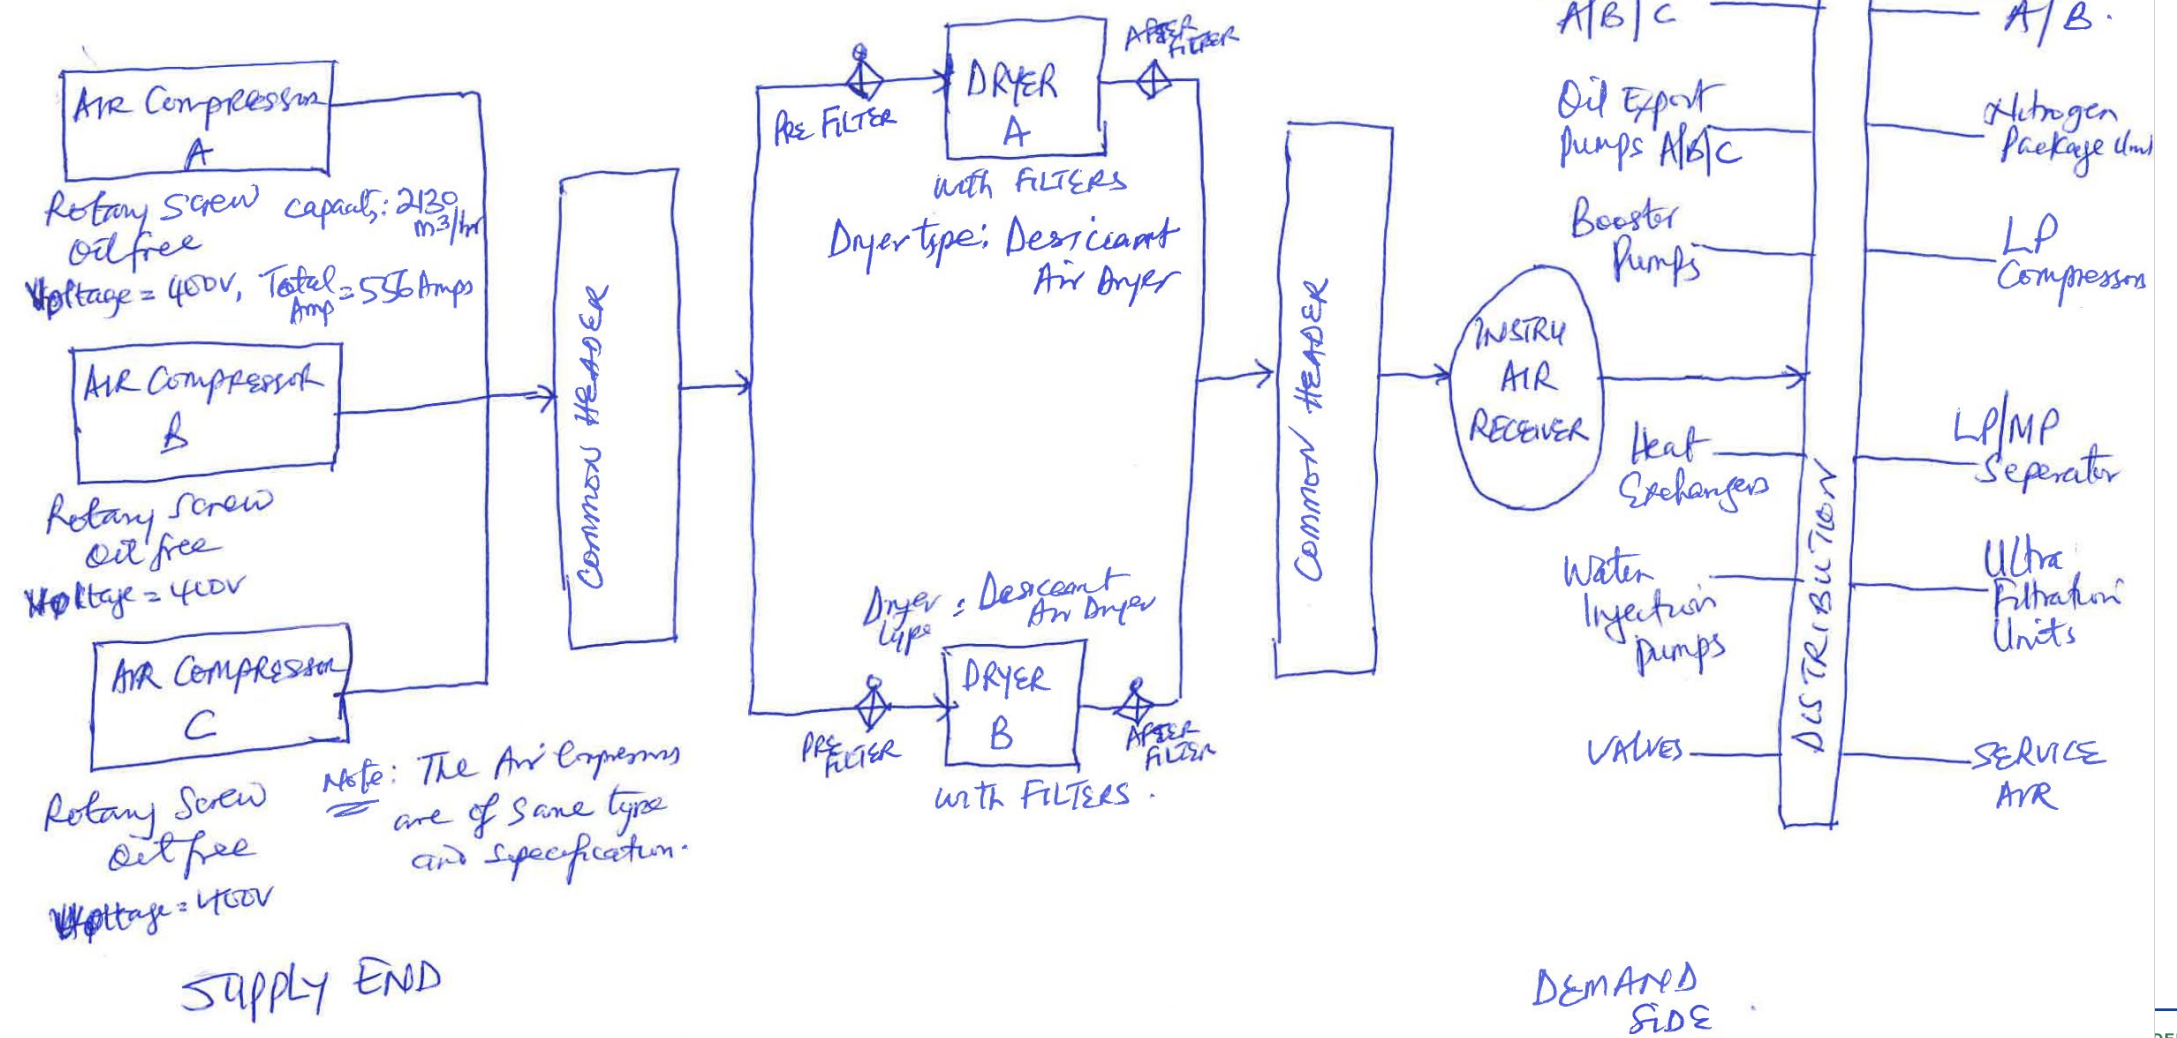 AIR COMPRESSOR
A
Rotary Screw
Oil free
capacity: 2130
m3/hr
Voltage = 400V, Total
Amp = 556 Amps
AIR COMPRESSOR
B
Rotary Screw
Oil free
Voltage = 400V
AIR COMPRESSOR
C
Rotary Screw
Oil free
Voltage = 400V
Note: The Air Compressors
are of same type
and specification.
SUPPLY END
COMMON HEADER
PRE FILTER
DRYER
A
AFTER
FILTER
with FILTERS
Dryer type: Desiccant
Air Dryer
Dryer
type
: Desiccant
Air Dryer
PRE
FILTER
DRYER
B
AFTER
FILTER
with FILTERS.
COMMON HEADER
INSTRU
AIR
RECEIVER
A/B/C
Oil Export
Pumps A/B/C
Booster
Pumps
Heat
Exchangers
Water
Injection
Pumps
VALVES
DISTRIBUTION
A/B.
Nitrogen
Package Unit
LP
Compressors
LP/MP
Seperator
Ultra
Filtration
Units
SERVICE
AIR
DEMAND
SIDE